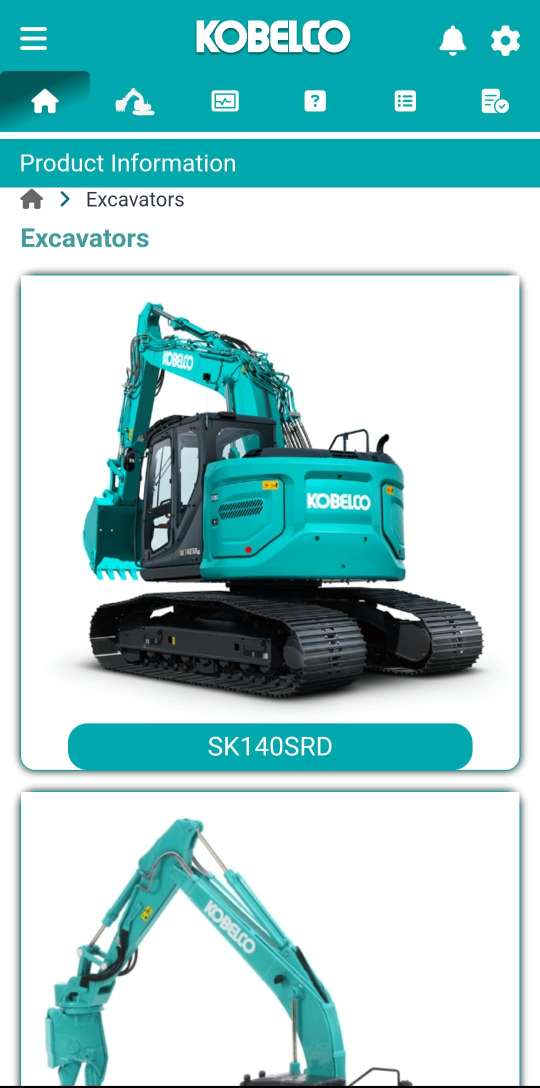 KOBELCO
Product Information
Excavators
Excavators
KOBELCO
KOBELCO
SK140SRD
KOBELCO